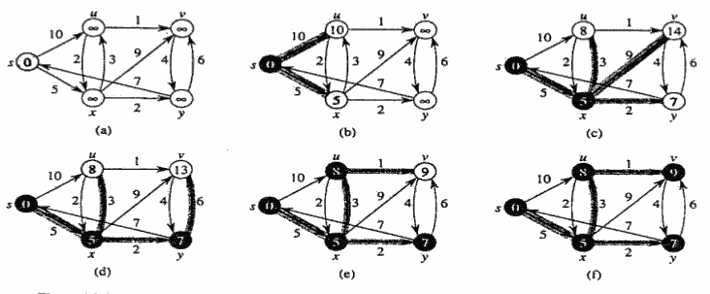 u 1 v
10 ∞ ∞
s 0 2 3 9 4 6
5 7
∞ 2 ∞
x y
(a)
u 1 v
10 10 ∞
s 0 2 3 9 4 6
5 7
5 2 ∞
x y
(b)
u 1 v
10 8 14
s 0 2 3 9 4 6
5 7
5 2 7
x y
(c)
u 1 v
10 8 13
s 0 2 3 9 4 6
5 7
5 2 7
x y
(d)
u 1 v
10 8 9
s 0 2 3 9 4 6
5 7
5 2 7
x y
(e)
u 1 v
10 8 9
s 0 2 3 9 4 6
5 7
5 2 7
x y
(f)